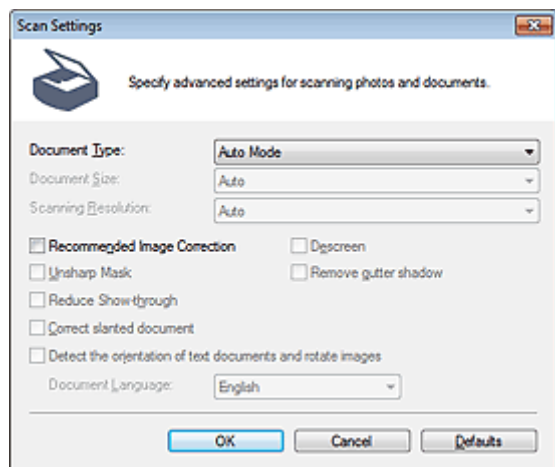 Scan Settings
Specify advanced settings for scanning photos and documents.
Document Type: Auto Mode
Document Size: Auto
Scanning Resolution: Auto
Recommended Image Correction Descreen
Unsharp Mask Remove gutter shadow
Reduce Show-through
Correct slanted document
Detect the orientation of text documents and rotate images
Document Language: English
OK Cancel Defaults